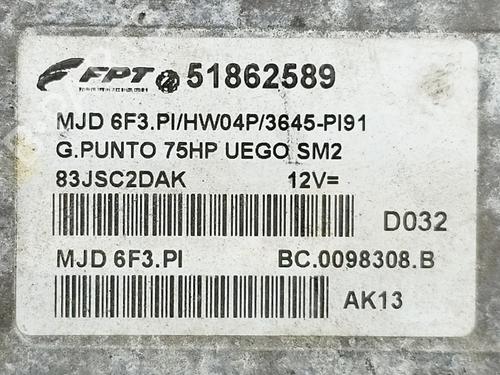 FPT 51862589
MJD 6F3.PI/HW04P/3645-PI91
G.PUNTO 75HP UEGO SM2
83JSC2DAK 12V=
D032
MJD 6F3.PI BC.0098308.B
AK13